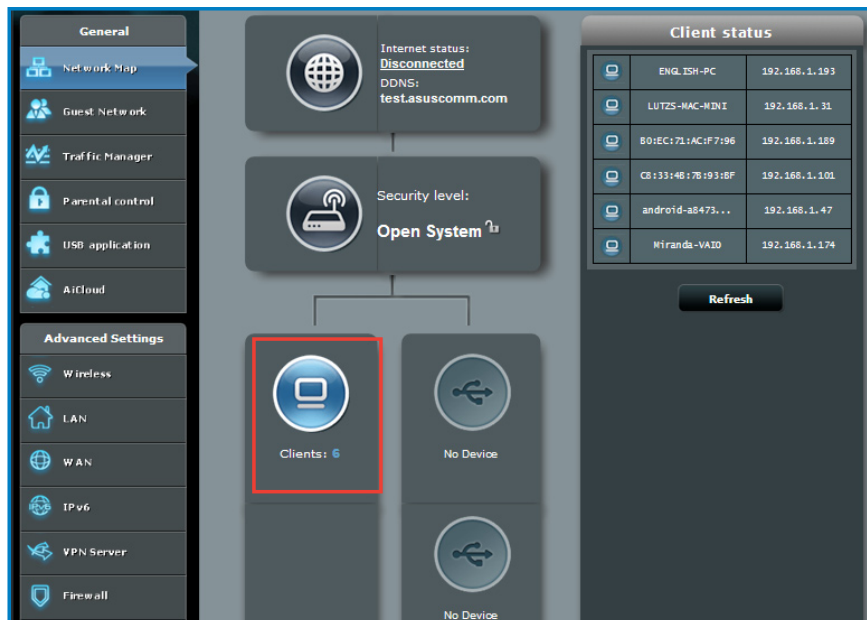 General
Network Map
Guest Network
Traffic Manager
Parental control
USB application
AiCloud
Advanced Settings
Wireless
LAN
WAN
IPv6
VPN Server
Firewall
Internet status:
Disconnected
DDNS:
test.asuscomm.com
Security level:
Open System
Clients: 6
No Device
No Device
Client status
ENGLISH-PC 192.168.1.193
LUTZS-MAC-MINI 192.168.1.31
B0:EC:71:AC:F7:96 192.168.1.189
C8:33:4B:7B:93:BF 192.168.1.101
android-a8473... 192.168.1.47
Miranda-VAIO 192.168.1.174
Refresh